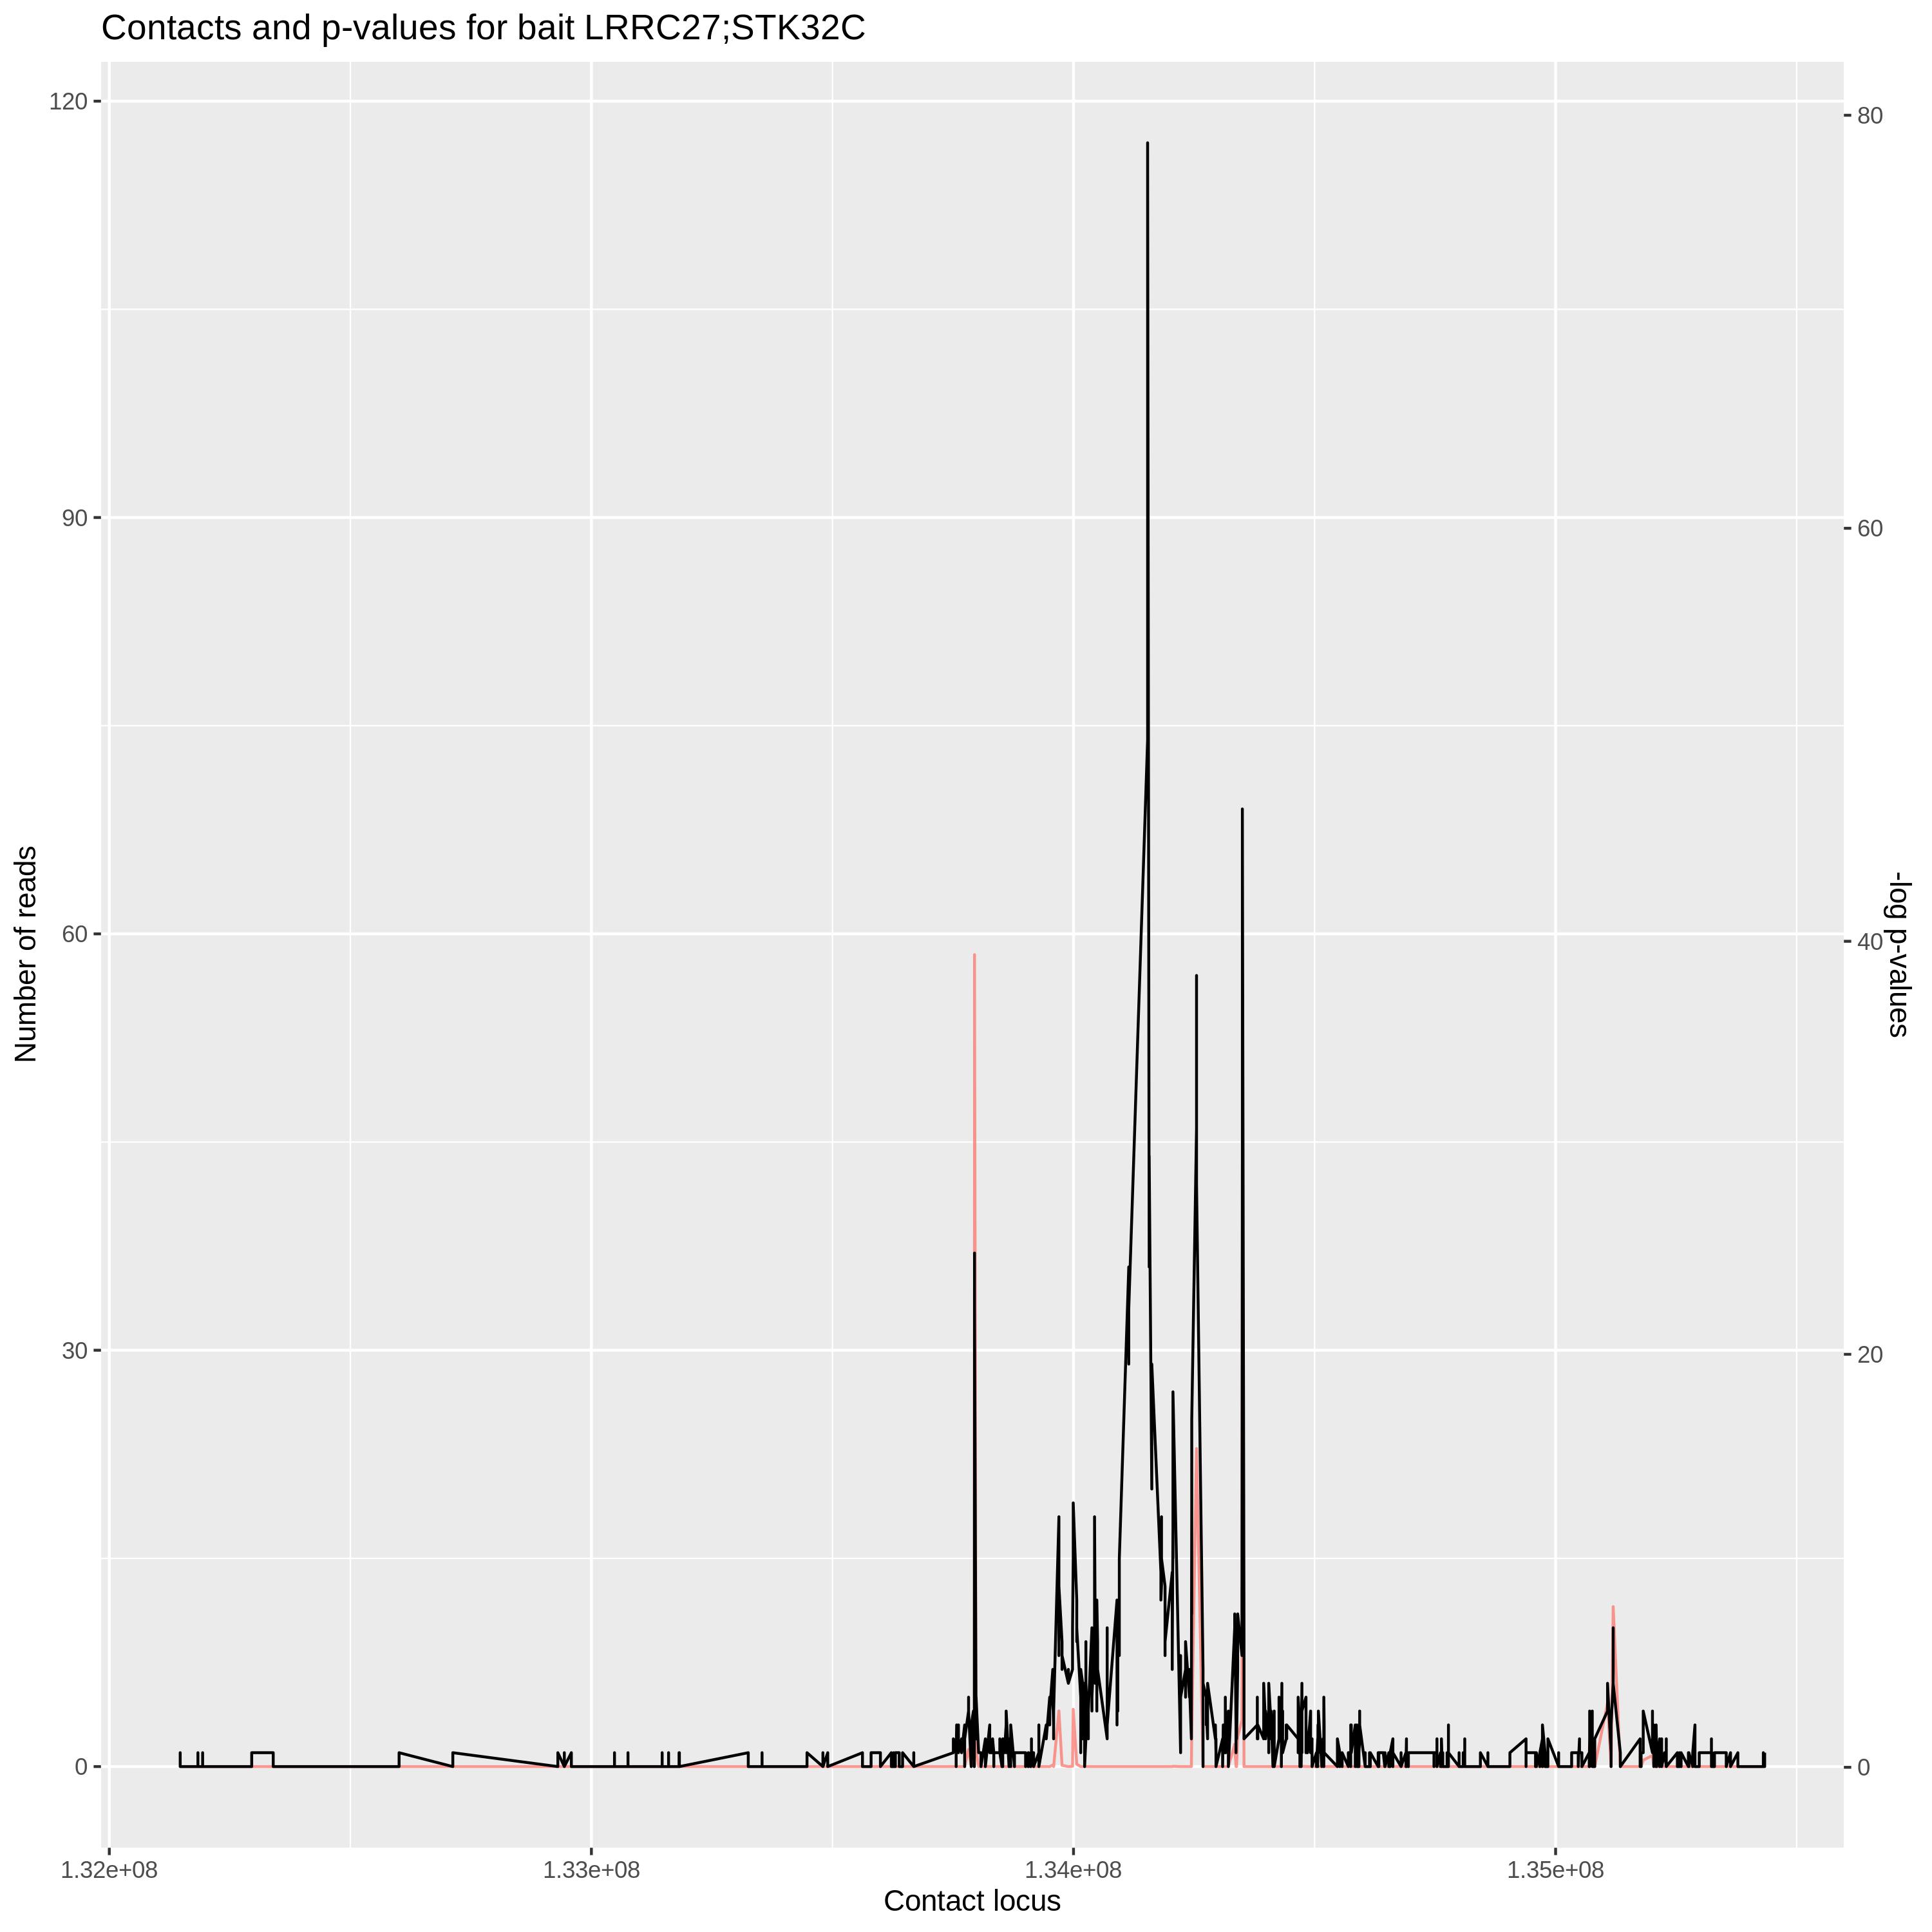 Contacts and p-values for bait LRRC27;STK32C
120
90
60
30
0
Number of reads
80
60
40
20
0
-log p-values
1.32e+08
1.33e+08
1.34e+08
1.35e+08
Contact locus